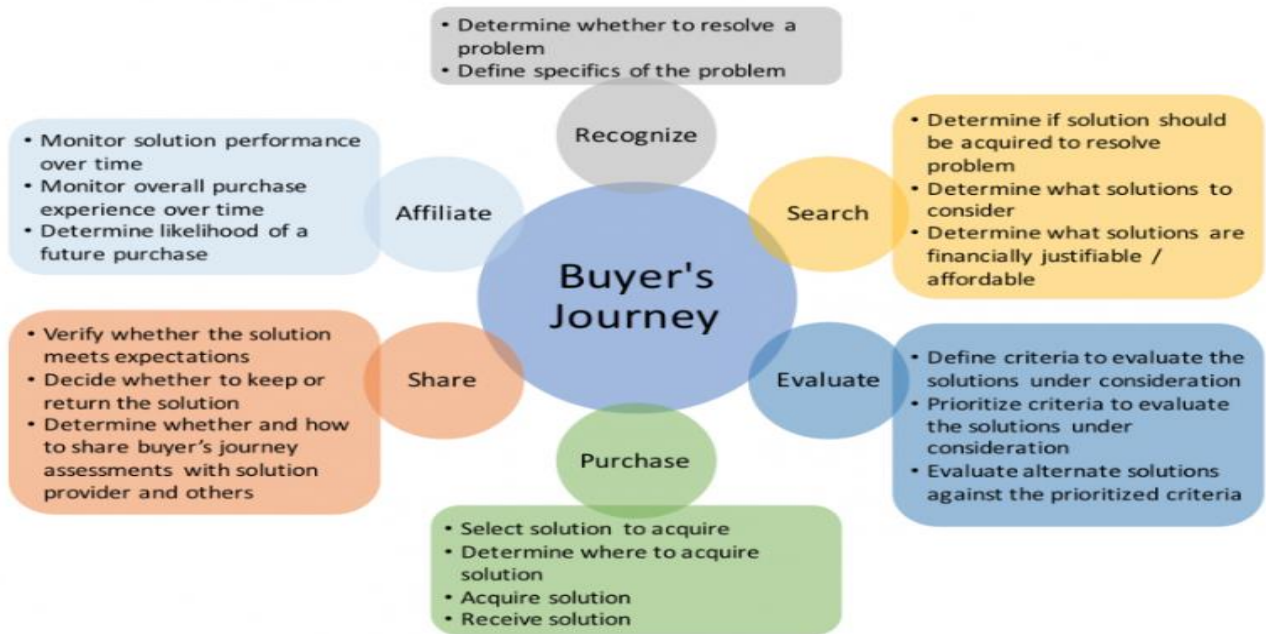 • Determine whether to resolve a
problem
• Define specifics of the problem
Recognize
• Determine if solution should
be acquired to resolve
problem
• Determine what solutions to
consider
• Determine what solutions are
financially justifiable /
affordable
Search
• Monitor solution performance
over time
• Monitor overall purchase
experience over time
• Determine likelihood of a
future purchase
Affiliate
Buyer's
Journey
• Verify whether the solution
meets expectations
• Decide whether to keep or
return the solution
• Determine whether and how
to share buyer’s journey
assessments with solution
provider and others
Share
Evaluate
• Define criteria to evaluate the
solutions under consideration
• Prioritize criteria to evaluate
the solutions under
consideration
• Evaluate alternate solutions
against the prioritized criteria
Purchase
• Select solution to acquire
• Determine where to acquire
solution
• Acquire solution
• Receive solution